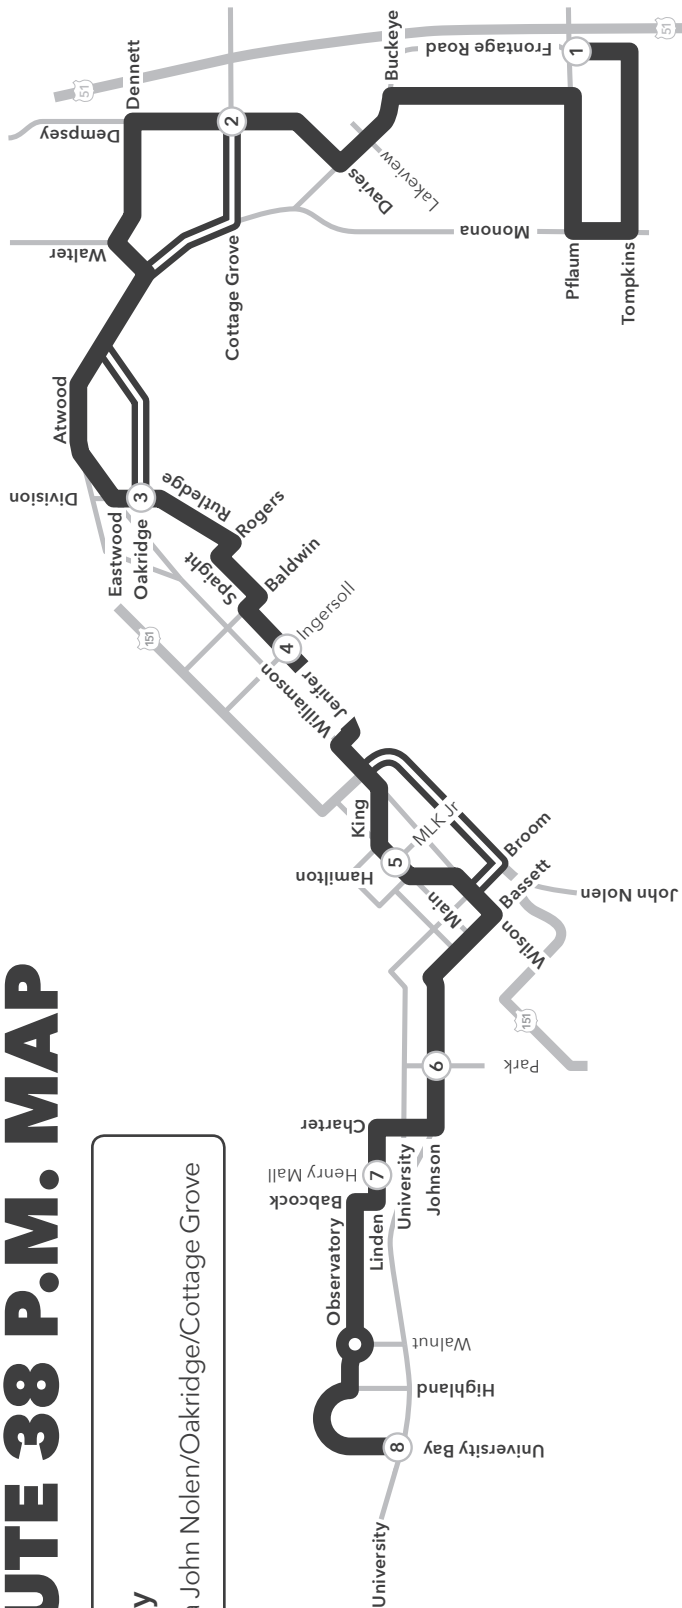 UTE 38 P.M. MAP
y
John Nolen/Oakridge/Cottage Grove
University
8
University Bay
Highland
Walnut
Observatory
Linden
Babcock
7
Henry Mall
University
Johnson
Charter
6
Park
151
Wilson
Bassett
John Nolen
Broom
Main
Hamilton
5
MLK Jr
King
Williamson
Jenifer
4
Ingersoll
151
Baldwin
Spaight
Rogers
Rutledge
Eastwood
Oakridge
3
Division
Atwood
Cottage Grove
Walter
Dempsey
Dennett
2
51
Davies
Lakeview
Buckeye
Monona
Pflaum
Tompkins
Frontage Road
1
51